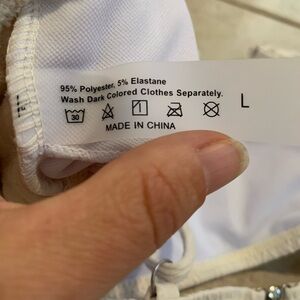 95% Polyester, 5% Elastane
Wash Dark Colored Clothes Separately.
30
L
MADE IN CHINA